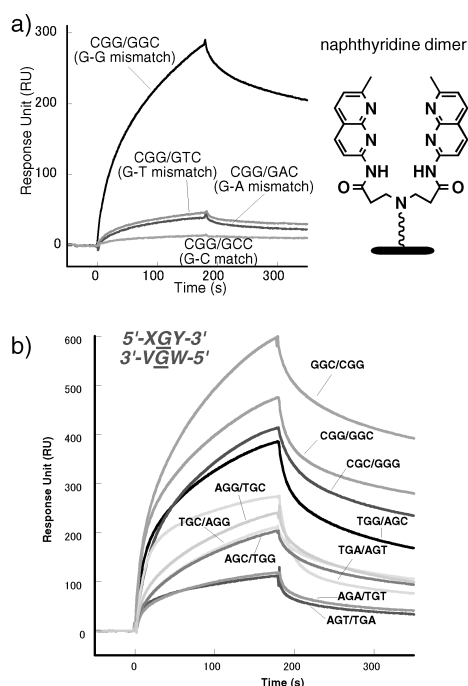 a)
300
200
100
0
Response Unit (RU)
CGG/GGC
(G-G mismatch)
CGG/GTC
(G-T mismatch)
CGG/GAC
(G-A mismatch)
CGG/GCC
(G-C match)
0
100
200
300
Time (s)
naphthyridine dimer
N
N
N
N
NH
HN
O
O
N
b)
5'-XGY-3'
3'-VGW-5'
600
500
400
300
200
100
0
Response Unit (RU)
GGC/CGG
CGG/GGC
CGC/GGG
TGG/AGC
AGG/TGC
TGC/AGG
AGC/TGG
TGA/AGT
AGA/TGT
AGT/TGA
0
100
200
300
Time (s)